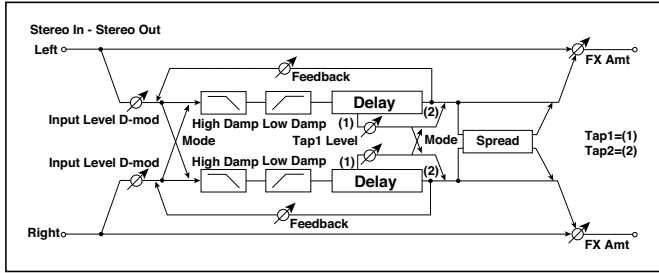 Stereo In - Stereo Out
Left
FX Amt
Feedback
Input Level D-mod
High Damp Low Damp
Delay
(1)
(2)
Mode
Tap1 Level
Mode
Spread
Tap1=(1)
Tap2=(2)
Input Level D-mod
High Damp Low Damp
(1)
Delay
(2)
Feedback
Right
FX Amt